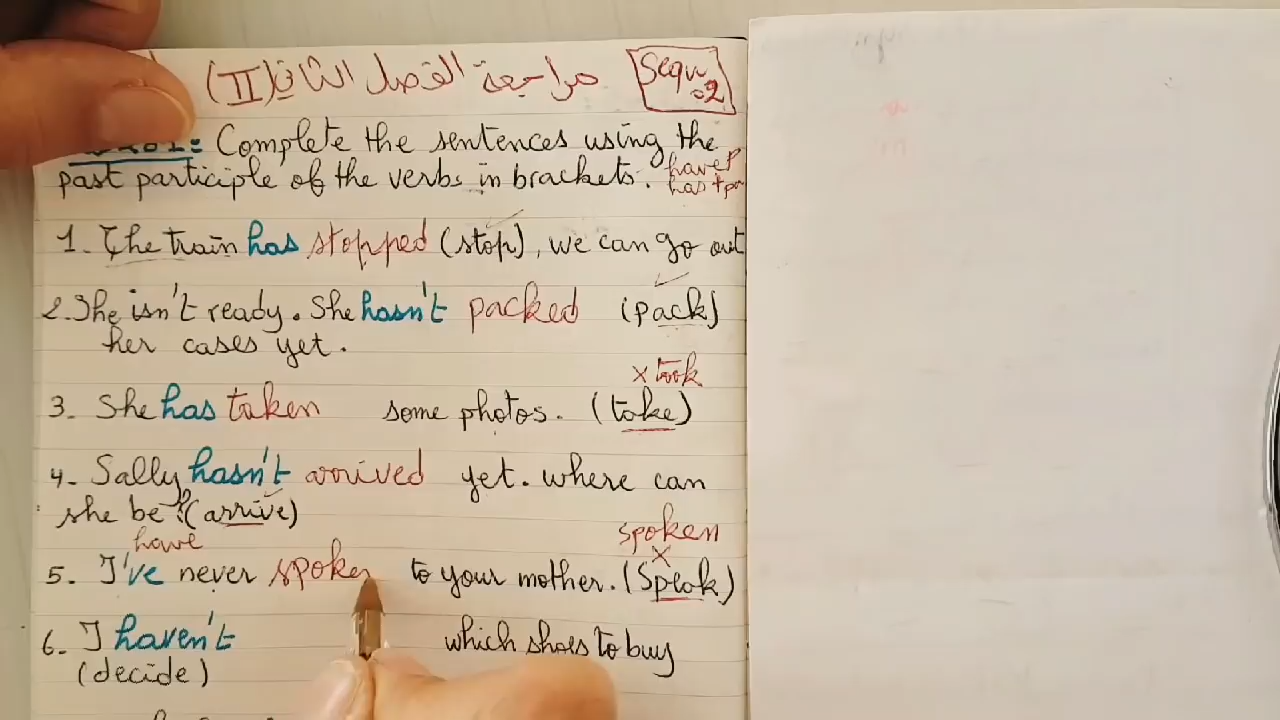 مراجعة الفصل الثاني (II) Sequ 02
Complete the sentences using the
past participle of the verbs in brackets. have
has + pa
1. The train has stopped (stop), we can go out
2. She isn't ready. She hasn't packed (pack)
her cases yet.
x took
3. She has taken some photos. (take)
4. Sally hasn't arrived yet. where can
she be? (arrive)
have spoken
x
5. I've never spoken to your mother. (Speak)
6. I haven't which shoes to buy
(decide)